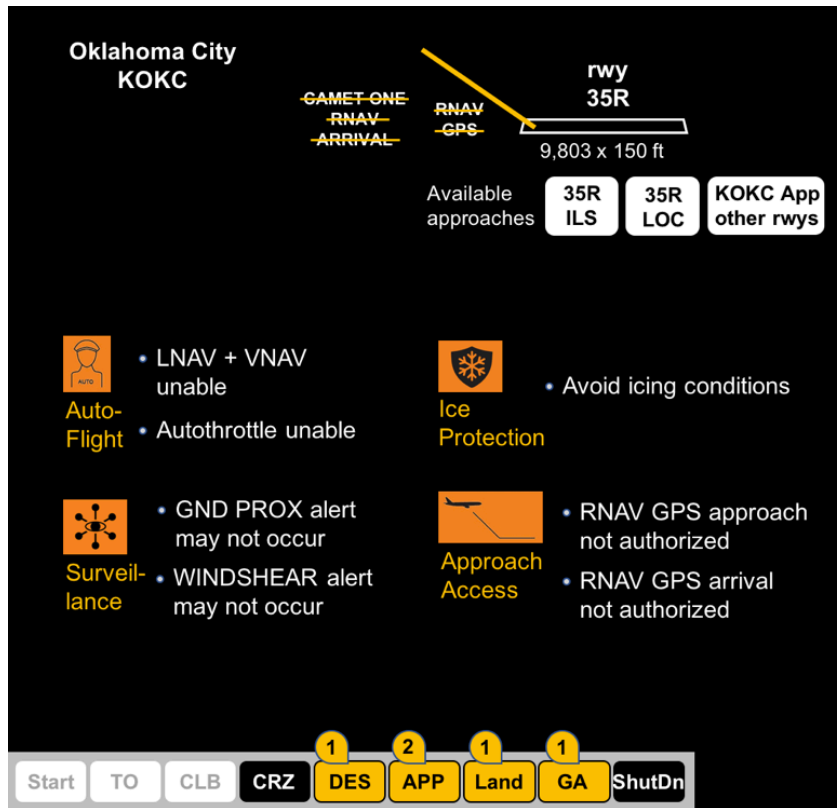 Oklahoma City
KOKC
CAMET ONE
RNAV
ARRIVAL
RNAV
GPS
rwy
35R
9,803 x 150 ft
Available
approaches
35R
ILS
35R
LOC
KOKC App
other rwys
AUTO
Auto-
Flight
• LNAV + VNAV
unable
• Autothrottle unable
Ice
Protection
• Avoid icing conditions
Surveil-
lance
• GND PROX alert
may not occur
• WINDSHEAR alert
may not occur
Approach
Access
• RNAV GPS approach
not authorized
• RNAV GPS arrival
not authorized
1 2 1 1
Start TO CLB CRZ DES APP Land GA ShutDn